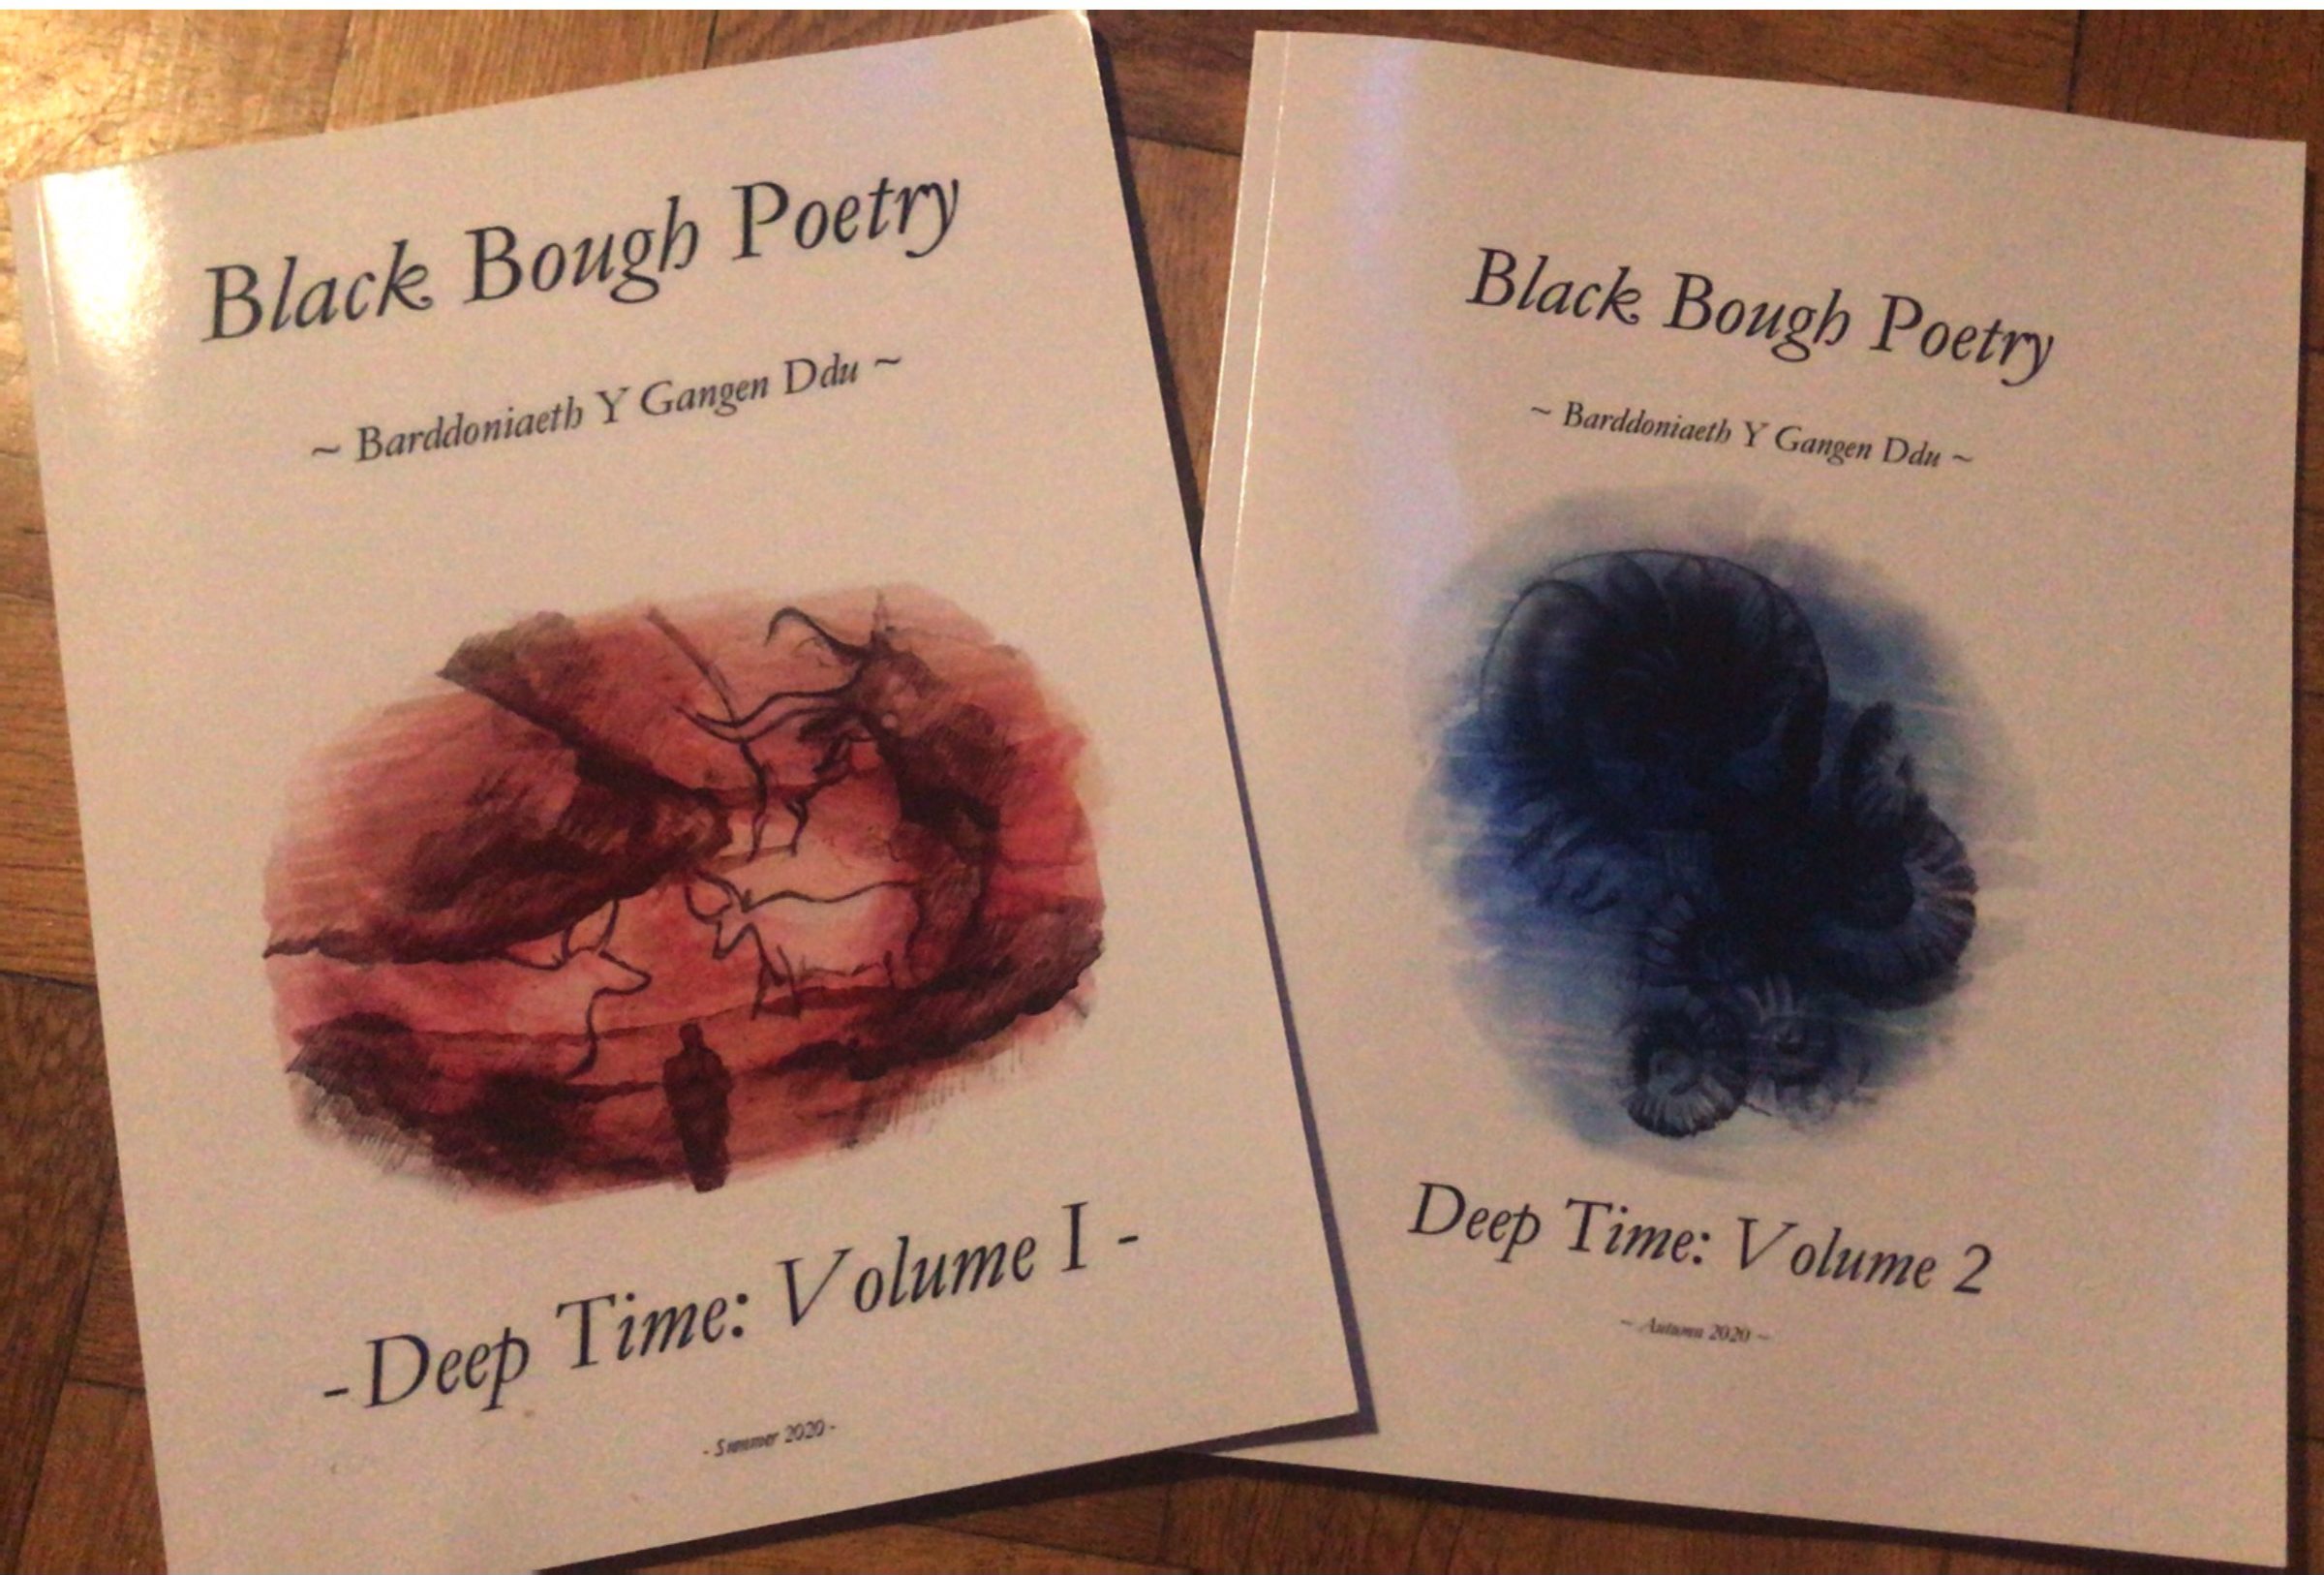 Black Bough Poetry
~ Barddoniaeth Y Gangen Ddu ~
- Deep Time: Volume I -
- Summer 2020 -
Black Bough Poetry
~ Barddoniaeth Y Gangen Ddu ~
Deep Time: Volume 2
~ Autumn 2020 ~